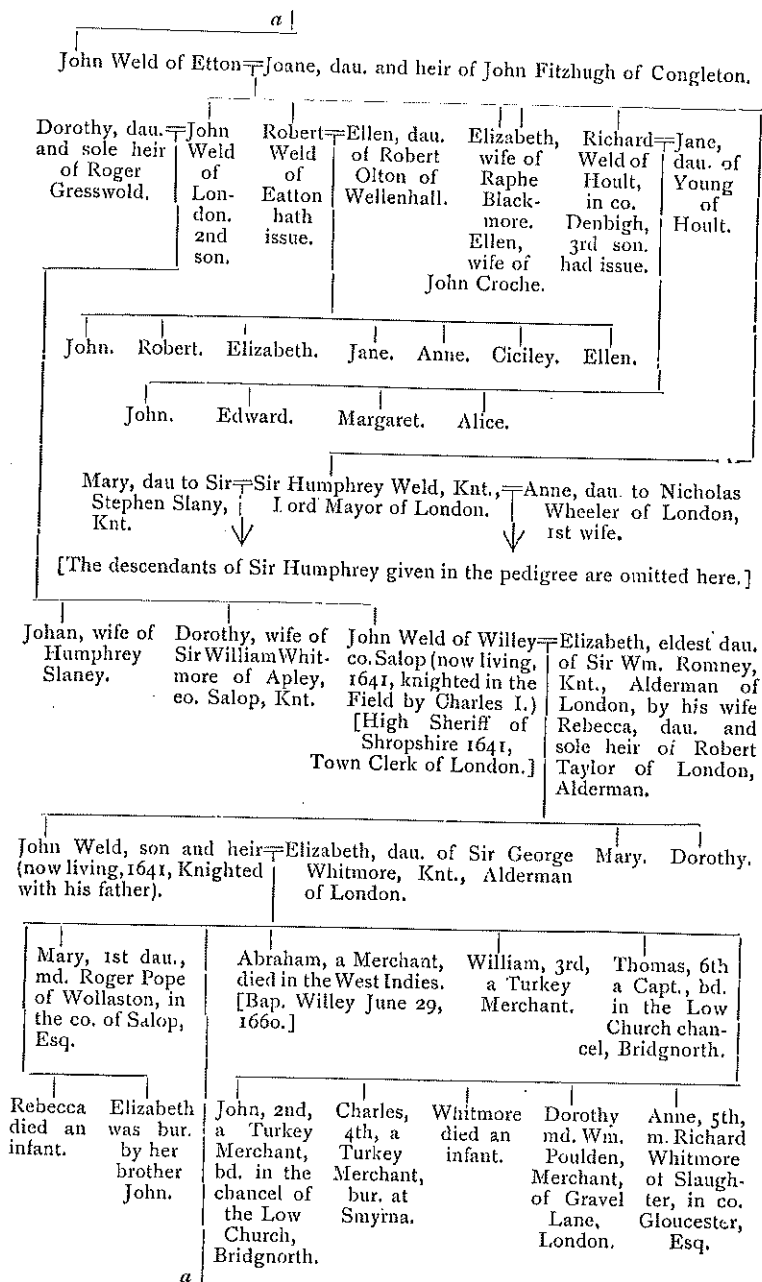 a
John Weld of Etton Joane, dau. and heir of John Fitzhugh of Congleton.
Dorothy, dau.
and sole heir
of Roger
Gresswold.
John
Weld
of
Lon-
don.
2nd
son.
Robert
Weld
of
Eatton
hath
issue.
Ellen, dau.
of Robert
Olton of
Wellenhall.
Elizabeth,
wife of
Raphe
Black-
more.
Ellen,
wife of
John Croche.
Richard
Weld of
Hoult,
in co.
Denbigh,
3rd son.
had issue.
Jane,
dau. of
Young
of
Hoult.
John. Robert. Elizabeth. Jane. Anne. Ciciley. Ellen.
John. Edward. Margaret. Alice.
Mary, dau to Sir
Stephen Slany,
Knt.
Sir Humphrey Weld, Knt.,
Lord Mayor of London.
Anne, dau. to Nicholas
Wheeler of London,
1st wife.
[The descendants of Sir Humphrey given in the pedigree are omitted here.]
Johan, wife of
Humphrey
Slaney.
Dorothy, wife of
Sir William Whit-
more of Apley,
co. Salop, Knt.
John Weld of Willey
co. Salop (now living,
1641, knighted in the
Field by Charles I.)
[High Sheriff of
Shropshire 1641,
Town Clerk of London.]
Elizabeth, eldest dau.
of Sir Wm. Romney,
Knt., Alderman of
London, by his wife
Rebecca, dau. and
sole heir of Robert
Taylor of London,
Alderman.
John Weld, son and heir
(now living, 1641, Knighted
with his father).
Elizabeth, dau. of Sir George
Whitmore, Knt., Alderman
of London.
Mary. Dorothy.
Mary, 1st dau.,
md. Roger Pope
of Wollaston, in
the co. of Salop,
Esq.
Abraham, a Merchant,
died in the West Indies.
[Bap. Willey June 29,
1660.]
William, 3rd,
a Turkey
Merchant.
Thomas, 6th
a Capt., bd.
in the Low
Church chan-
cel, Bridgnorth.
Rebecca
died an
infant.
Elizabeth
was bur.
by her
brother
John.
John, 2nd,
a Turkey
Merchant,
bd. in the
chancel of
the Low
Church,
Bridgnorth.
Charles,
4th, a
Turkey
Merchant,
bur. at
Smyrna.
Whitmore
died an
infant.
Dorothy
md. Wm.
Poulden,
Merchant,
of Gravel
Lane,
London.
Anne, 5th,
m. Richard
Whitmore
of Slaugh-
ter, in co.
Gloucester,
Esq.
a